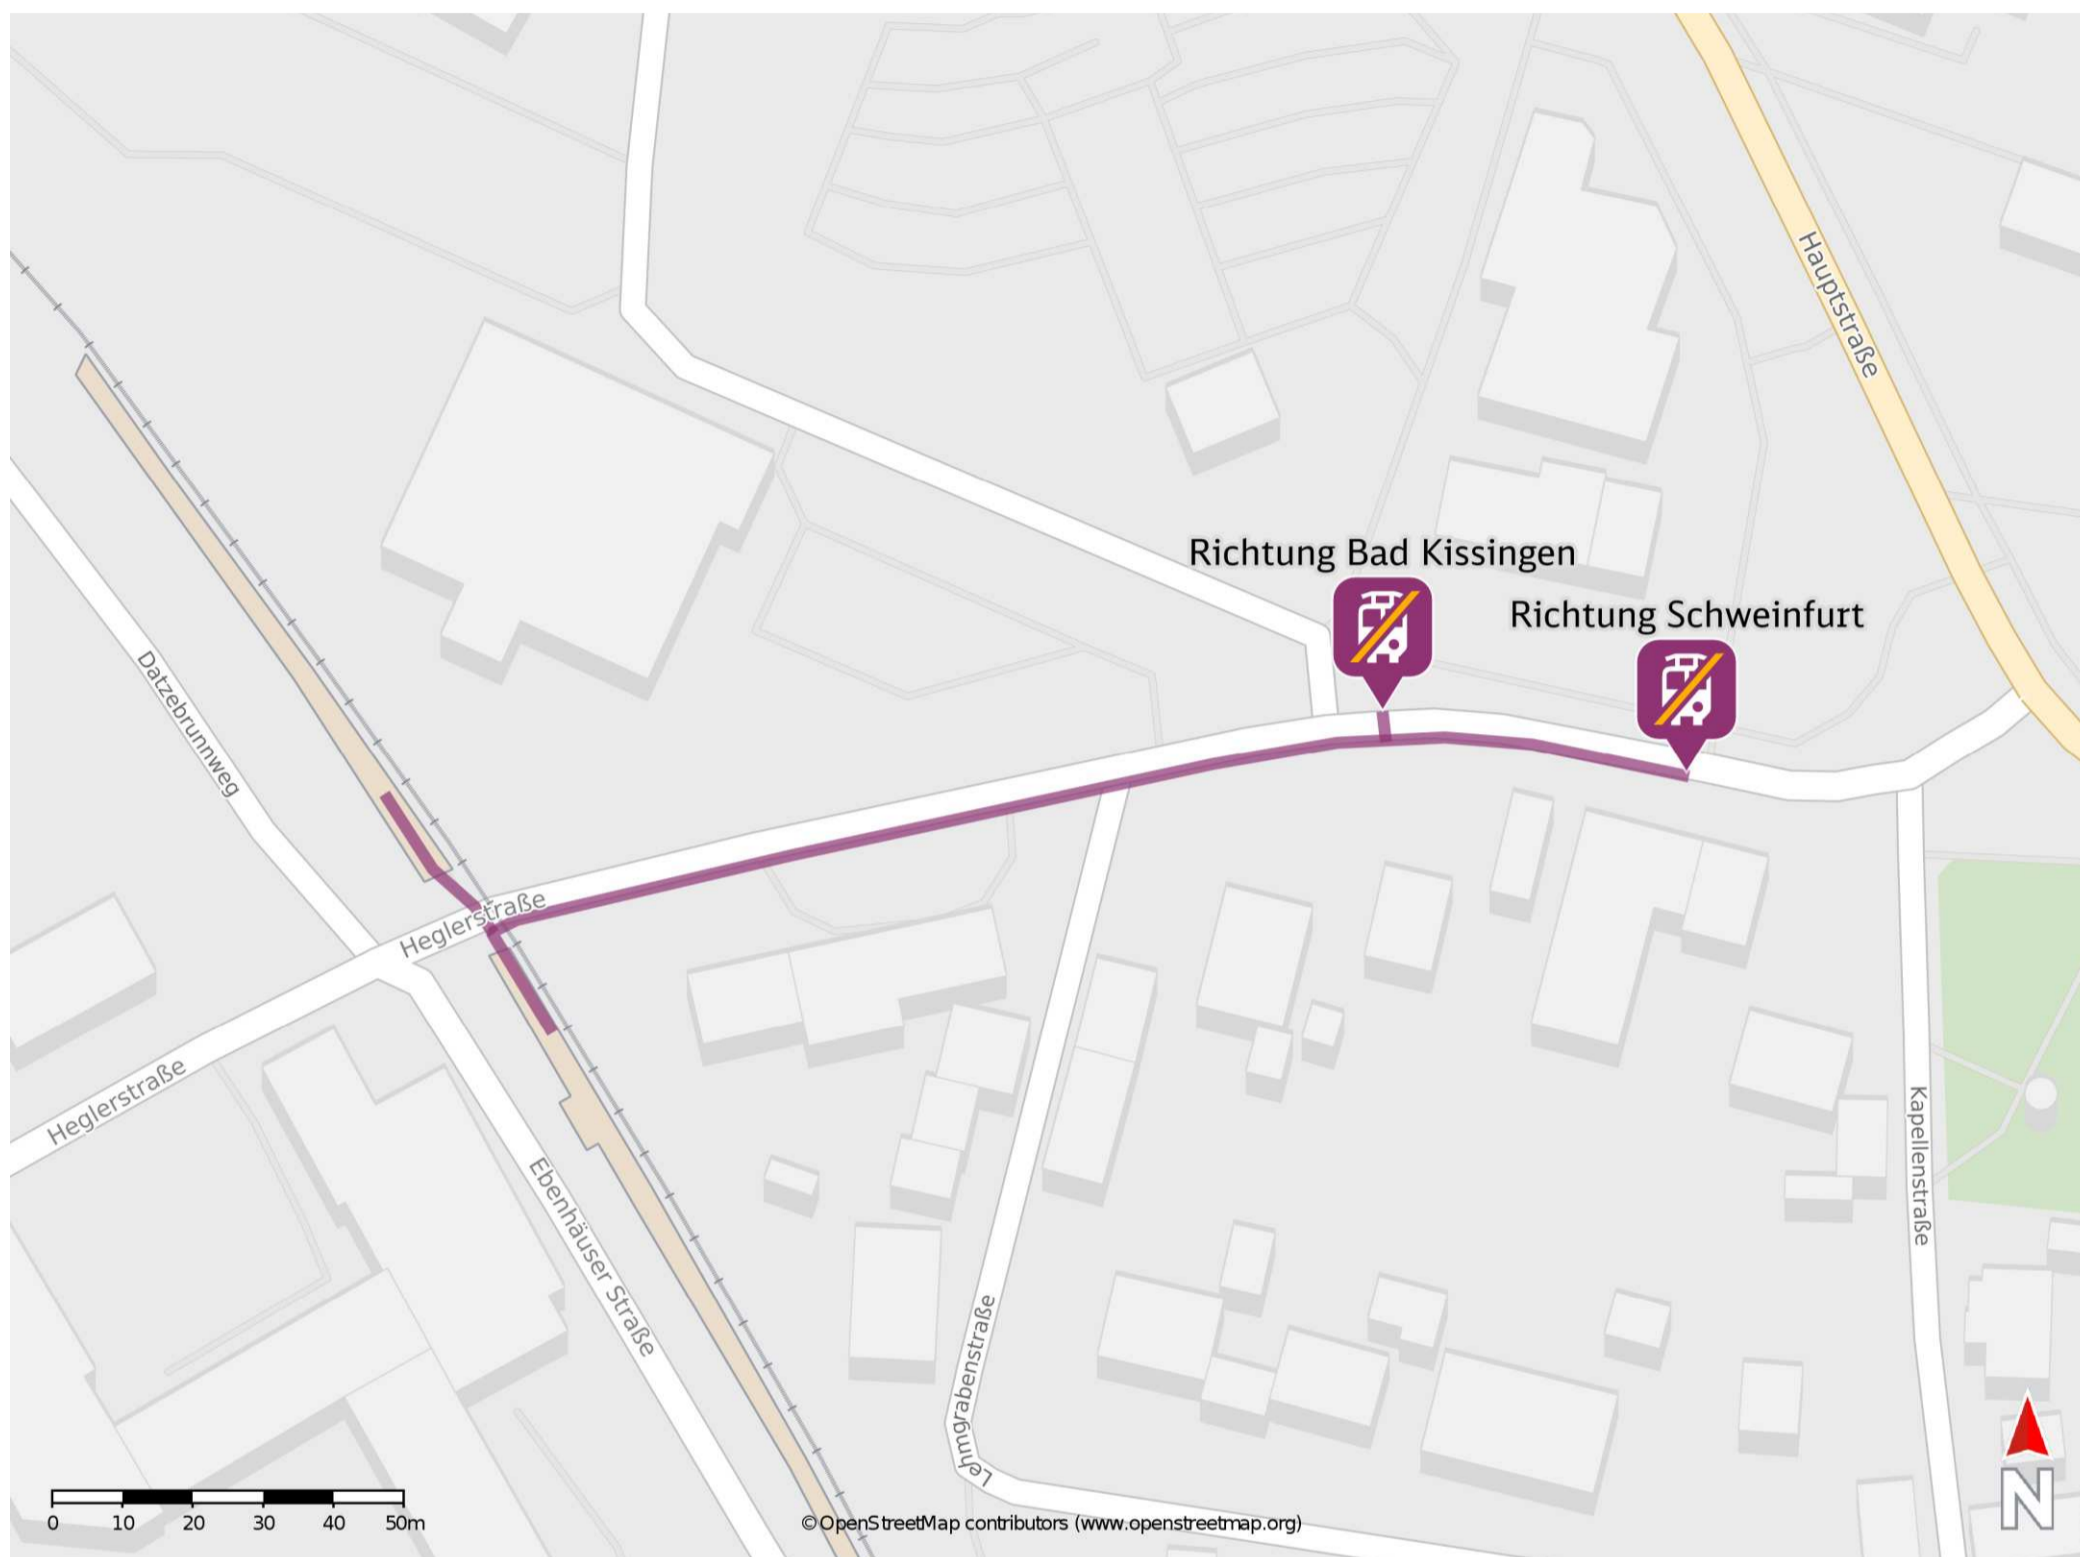 Hauptstraße
Richtung Bad Kissingen
Richtung Schweinfurt
Datzebrunnweg
Heglerstraße
Heglerstraße
Ebenhäuser Straße
Kapellenstraße
Lehmgrabenstraße
N
0 10 20 30 40 50m
©OpenStreetMap contributors (www.openstreetmap.org)